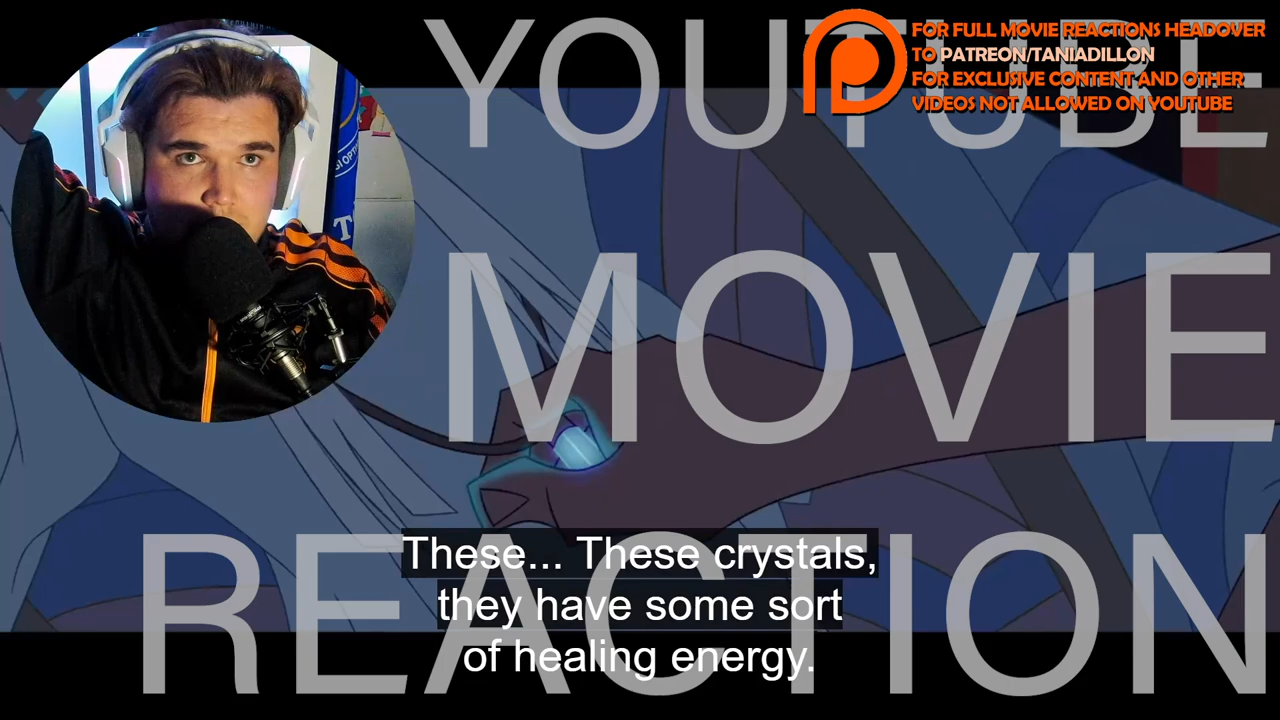 FOR FULL MOVIE REACTIONS HEADOVER
TO PATREON/TANIADILLON
FOR EXCLUSIVE CONTENT AND OTHER
VIDEOS NOT ALLOWED ON YOUTUBE
YOUTUBE
MOVIE
REACTION
These... These crystals,
they have some sort
of healing energy.